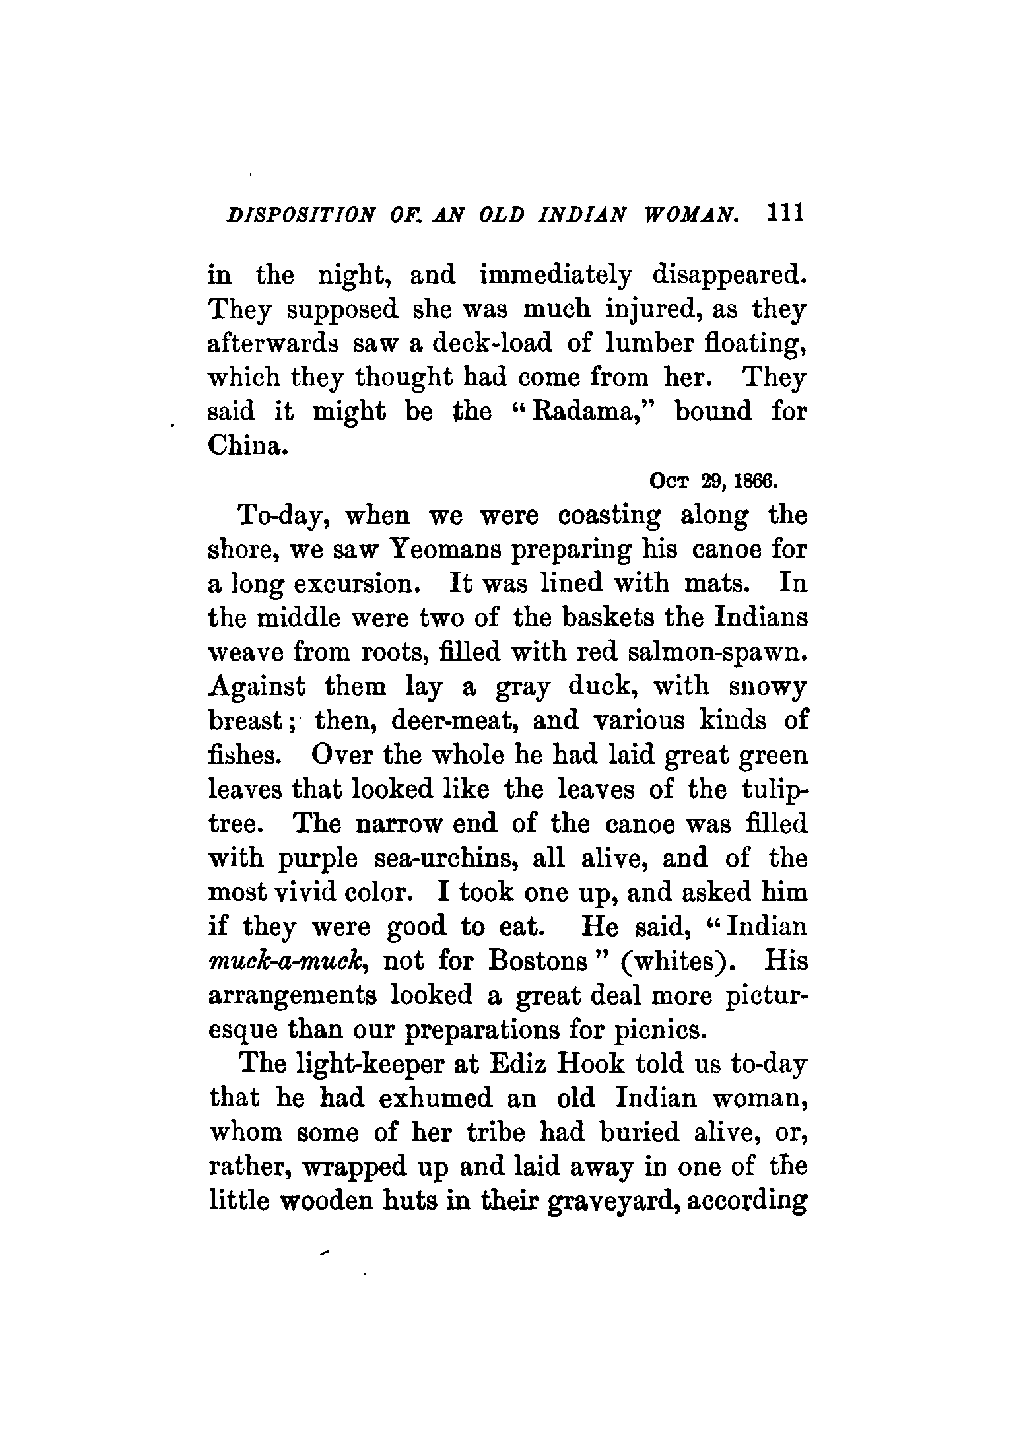 DISPOSITION OF. AN OLD INDIAN WOMAN. 111
in the night, and immediately disappeared.
They supposed she was much injured, as they
afterwards saw a deck-load of lumber floating,
which they thought had come from her. They
said it might be the “Radama,” bound for
China.
OCT 29, 1866.
To-day, when we were coasting along the
shore, we saw Yeomans preparing his canoe for
a long excursion. It was lined with mats. In
the middle were two of the baskets the Indians
weave from roots, filled with red salmon-spawn.
Against them lay a gray duck, with snowy
breast; then, deer-meat, and various kinds of
fishes. Over the whole he had laid great green
leaves that looked like the leaves of the tulip-
tree. The narrow end of the canoe was filled
with purple sea-urchins, all alive, and of the
most vivid color. I took one up, and asked him
if they were good to eat. He said, “Indian
muck-a-muck, not for Bostons” (whites). His
arrangements looked a great deal more pictur-
esque than our preparations for picnics.
The light-keeper at Ediz Hook told us to-day
that he had exhumed an old Indian woman,
whom some of her tribe had buried alive, or,
rather, wrapped up and laid away in one of the
little wooden huts in their graveyard, according